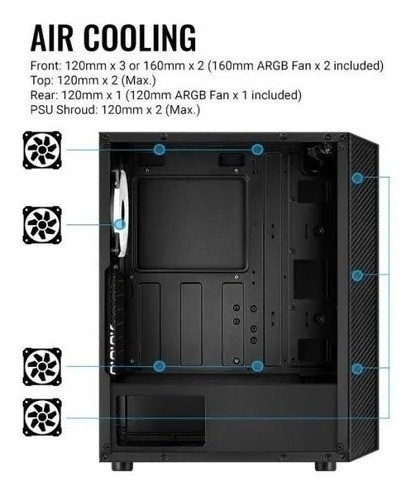 AIR COOLING
Front: 120mm x 3 or 160mm x 2 (160mm ARGB Fan x 2 included)
Top: 120mm x 2 (Max.)
Rear: 120mm x 1 (120mm ARGB Fan x 1 included)
PSU Shroud: 120mm x 2 (Max.)